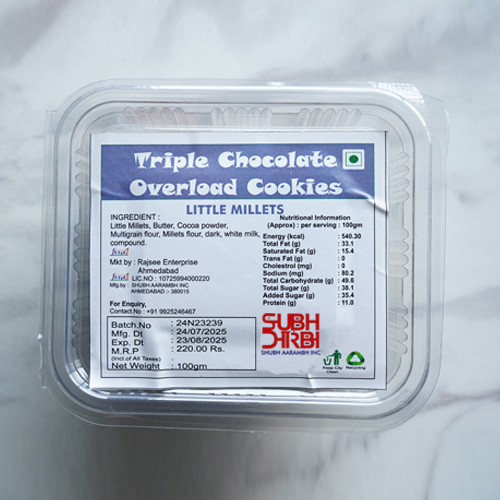 Triple Chocolate
Overload Cookies
LITTLE MILLETS
INGREDIENT :
Little Millets, Butter, Cocoa powder,
Multigrain flour, Millets flour, dark, white milk,
compound.
fssai
Mkt by : Rajsee Enterprise
Ahmedabad
fssai LIC.NO : 10725994000220
Mfg.by : SHUBH AARAMBH INC
AHMEDABAD :- 380015
For Enquiry,
Contact.No : +91 9925246467
Batch.No : 24N23239
Mfg. Dt : 24/07/2025
Exp. Dt : 23/08/2025
M.R.P : 220.00 Rs.
(Incl.of All Taxes)
Net Weight : 100gm
Nutritional Information
(Approx) : per serving : 100gm
Energy (kcal) : 540.30
Total Fat (g) : 33.1
Saturated Fat (g) : 15.4
Trans Fat (g) : 0
Cholestrol (mg) : 0
Sodium (mg) : 80.2
Total Carbohydrate (g) : 49.6
Total Sugar (g) : 38.1
Added Sugar (g) : 35.4
Protein (g) : 11.0
SUBH
SHUBH AARAMBH INC
Keep City
Clean
Recycling